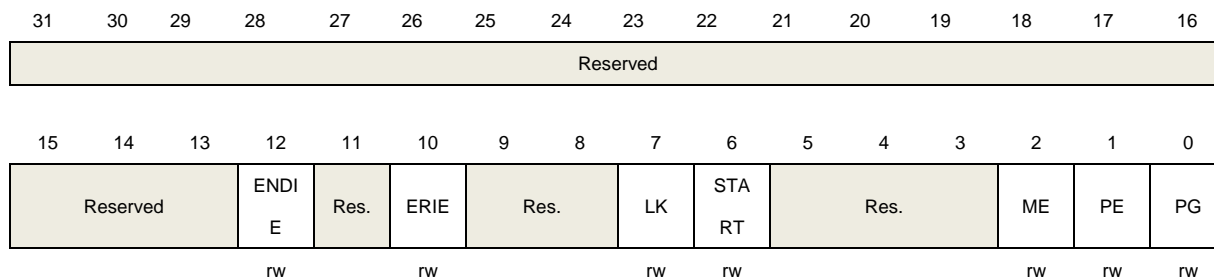 31 30 29 28 27 26 25 24 23 22 21 20 19 18 17 16
Reserved
15 14 13 12 11 10 9 8 7 6 5 4 3 2 1 0
Reserved ENDI
E Res. ERIE Res. LK STA
RT Res. ME PE PG
rw rw rw rw rw rw rw